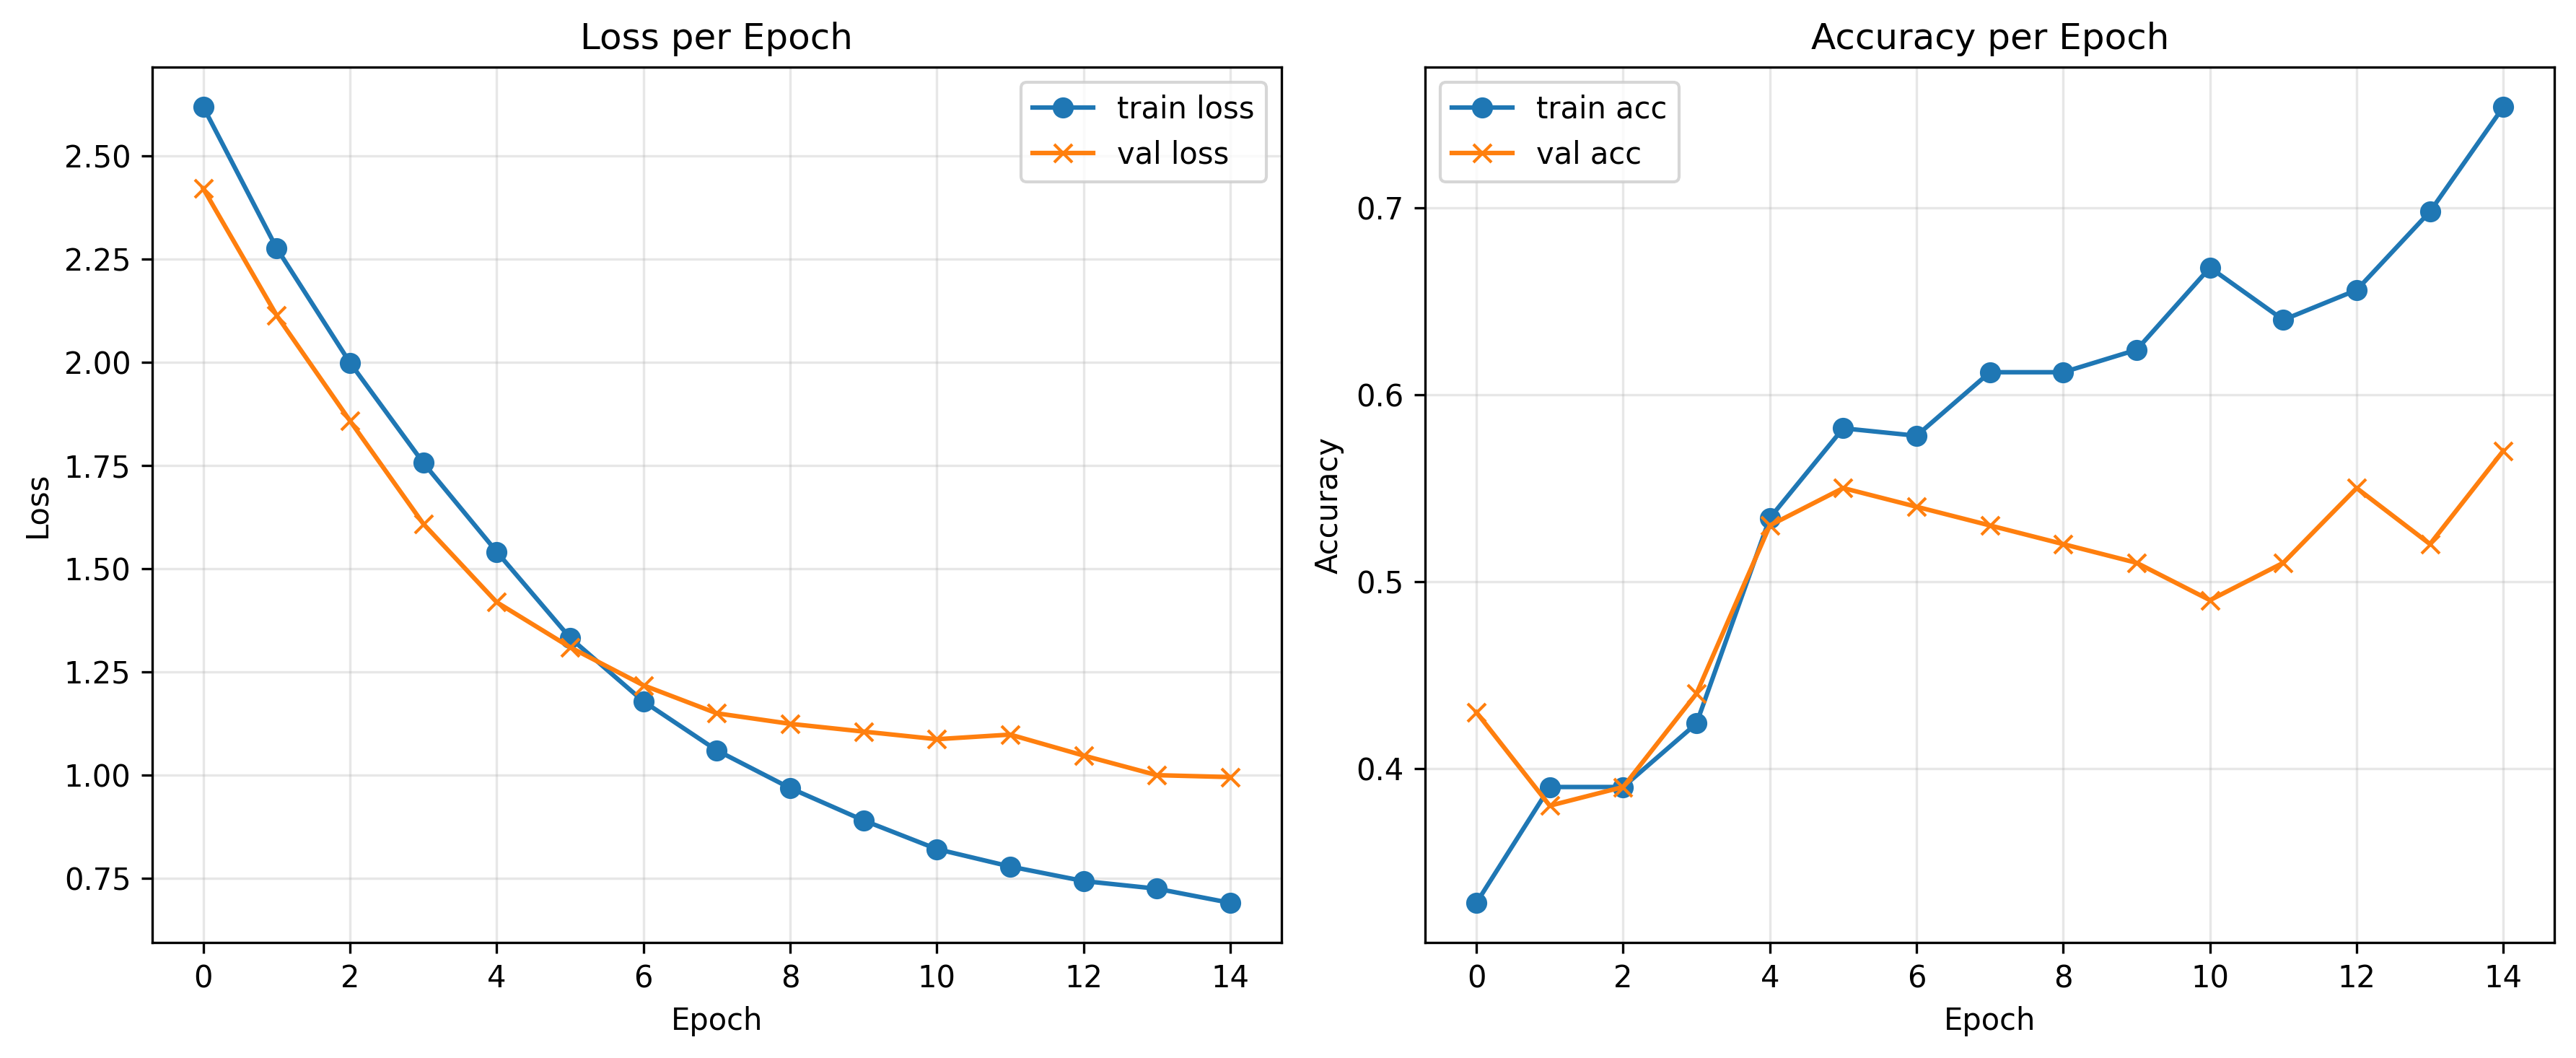 Loss per Epoch
train loss
val loss
2.50
2.25
2.00
1.75
1.50
1.25
1.00
0.75
Loss
0 2 4 6 8 10 12 14
Epoch
Accuracy per Epoch
train acc
val acc
0.7
0.6
0.5
0.4
Accuracy
0 2 4 6 8 10 12 14
Epoch